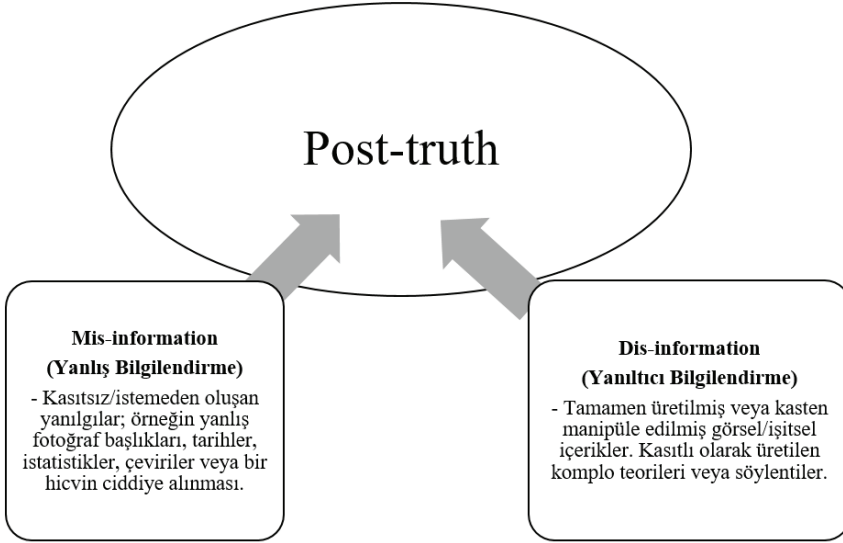 Post-truth
Mis-information
(Yanlış Bilgilendirme)
- Kasıtsız/istemeden oluşan
yanılgılar; örneğin yanlış
fotoğraf başlıkları, tarihler,
istatistikler, çeviriler veya bir
hicvin ciddiye alınması.
Dis-information
(Yanıltıcı Bilgilendirme)
- Tamamen üretilmiş veya kasten
manipüle edilmiş görsel/işitsel
içerikler. Kasıtlı olarak üretilen
komplo teorileri veya söylentiler.